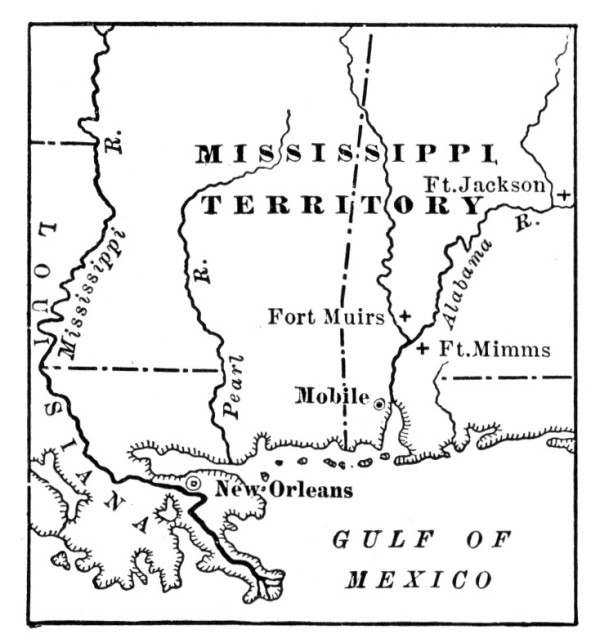 R.
MISSISSIPPI
Ft.Jackson
TERRITORY
R.
LOUISIANA
Mississippi
R.
Alabama
Fort Muirs
Ft.Mimms
Pearl
Mobile
New Orleans
GULF OF
MEXICO